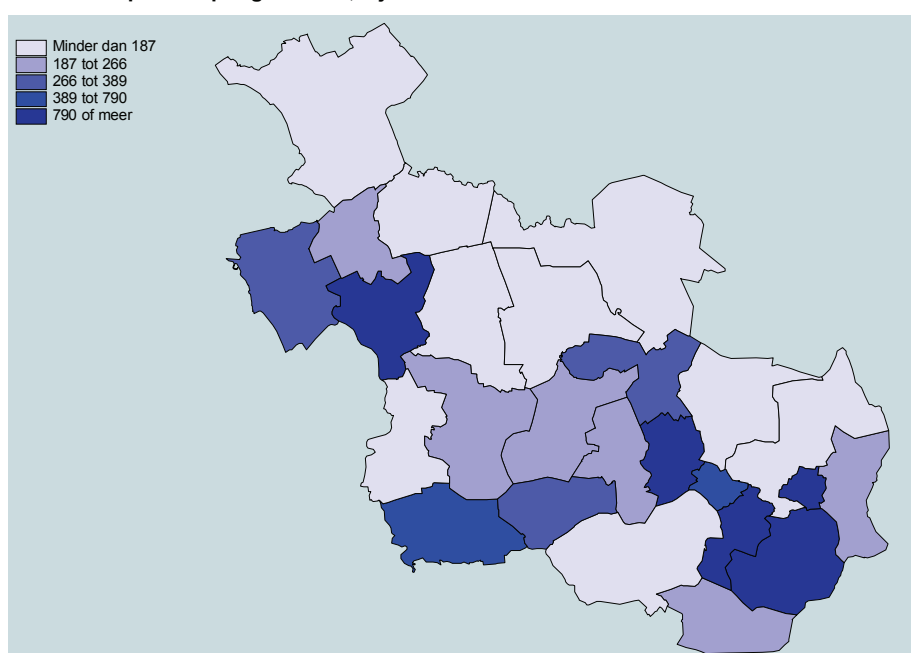 Minder dan 187
187 tot 266
266 tot 389
389 tot 790
790 of meer